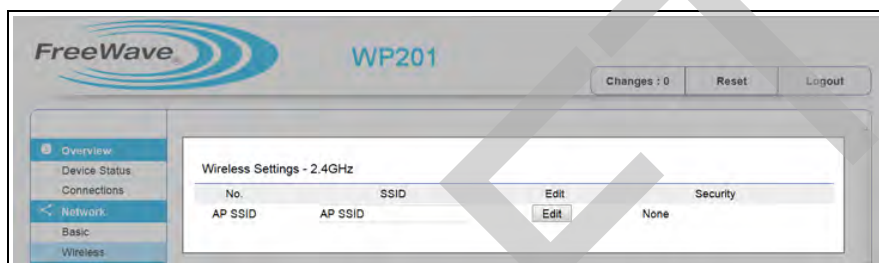 FreeWave®
WP201
Changes : 0 Reset Logout
Overview
Device Status
Connections
Network
Basic
Wireless
Wireless Settings - 2.4GHz
No. SSID Edit Security
AP SSID AP SSID Edit None